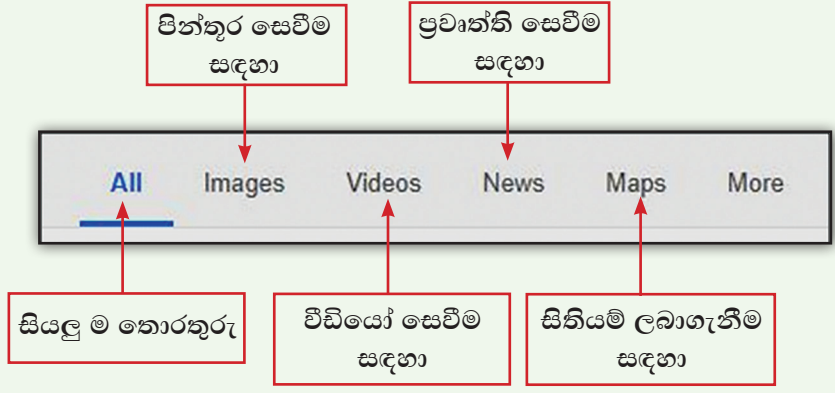 පින්තූර සෙවීම
සඳහා
ප්‍රවෘත්ති සෙවීම
සඳහා
All Images Videos News Maps More
සියලු ම තොරතුරු
වීඩියෝ සෙවීම
සඳහා
සිතියම් ලබාගැනීම
සඳහා